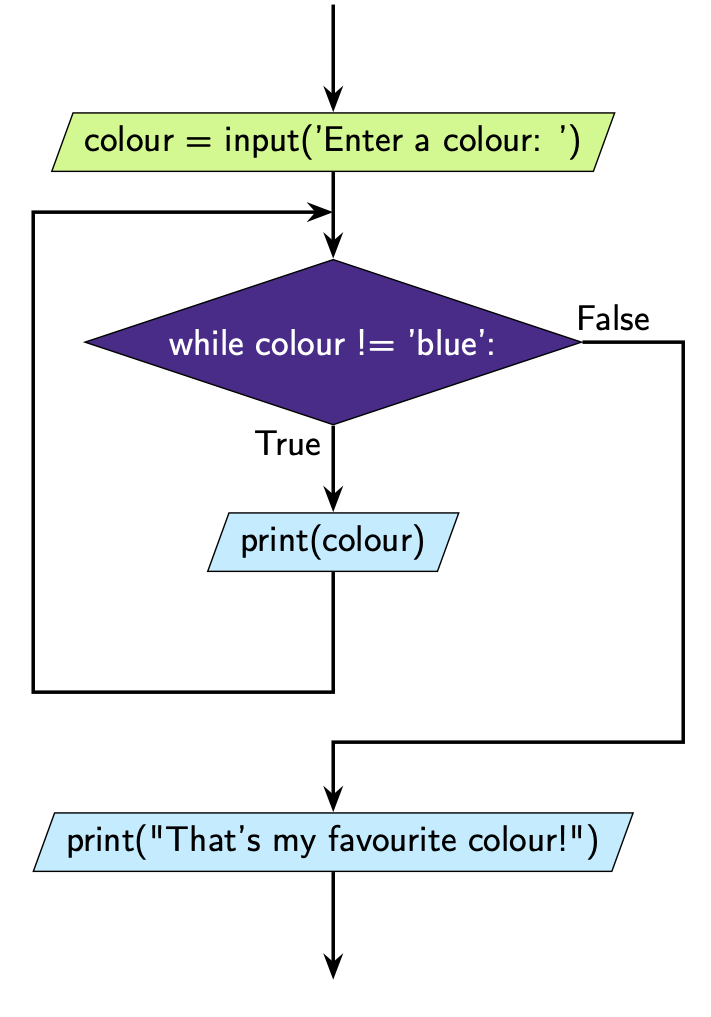 colour = input('Enter a colour: ')
while colour != 'blue':
False
True
print(colour)
print("That's my favourite colour!")